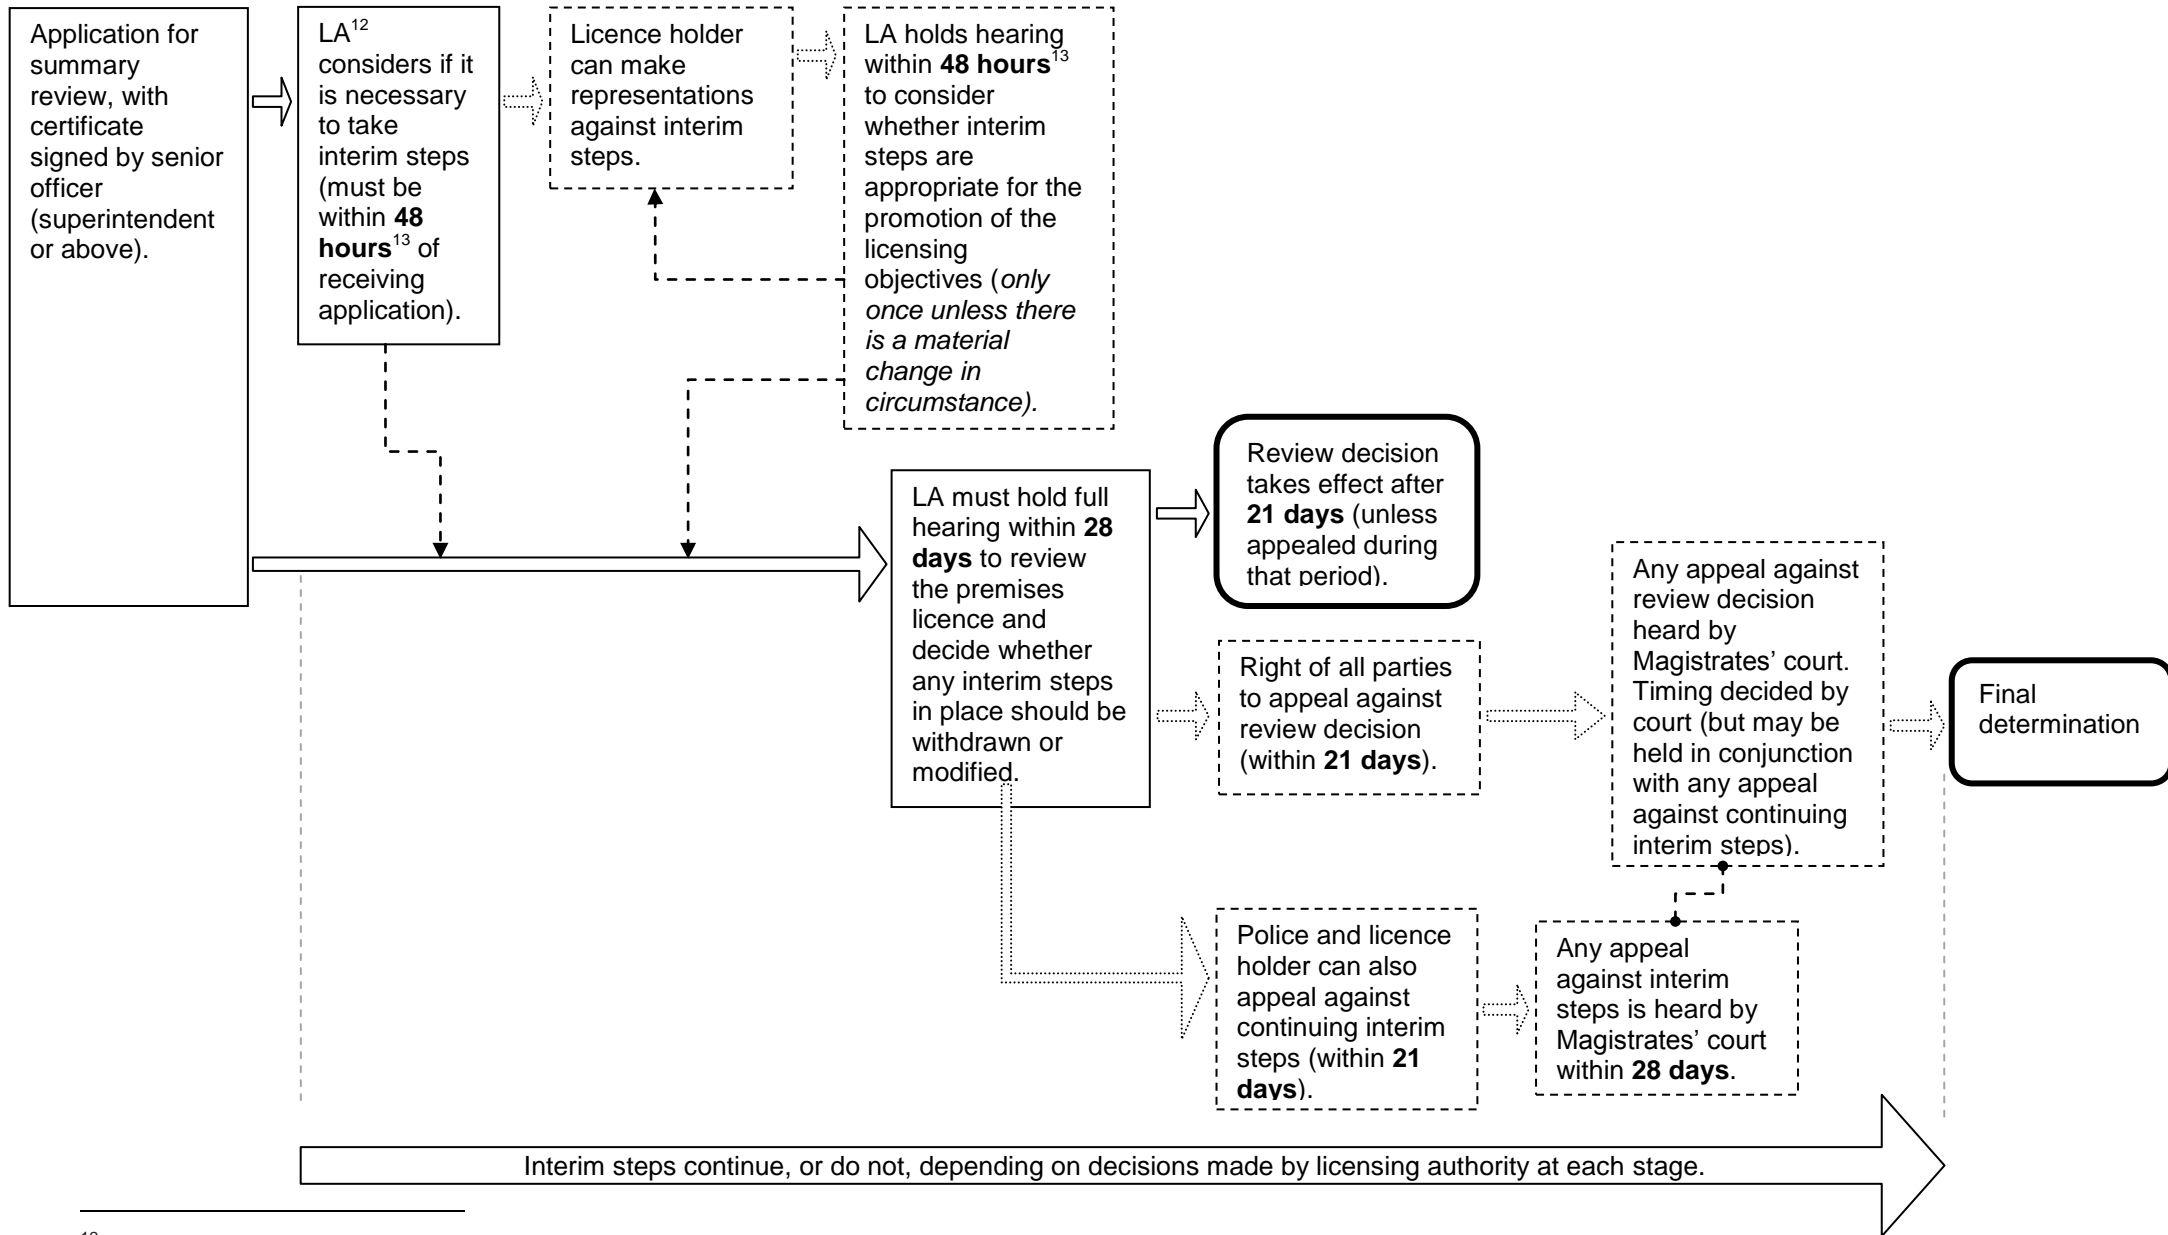 Application for
summary
review, with
certificate
signed by senior
officer
(superintendent
or above).
LA12
considers if it
is necessary
to take
interim steps
(must be
within 48
hours13 of
receiving
application).
Licence holder
can make
representations
against interim
steps.
LA holds hearing
within 48 hours13
to consider
whether interim
steps are
appropriate for the
promotion of the
licensing
objectives (only
once unless there
is a material
change in
circumstance).
LA must hold full
hearing within 28
days to review
the premises
licence and
decide whether
any interim steps
in place should be
withdrawn or
modified.
Review decision
takes effect after
21 days (unless
appealed during
that period).
Right of all parties
to appeal against
review decision
(within 21 days).
Any appeal against
review decision
heard by
Magistrates’ court.
Timing decided by
court (but may be
held in conjunction
with any appeal
against continuing
interim steps).
Final
determination
Police and licence
holder can also
appeal against
continuing interim
steps (within 21
days).
Any appeal
against interim
steps is heard by
Magistrates’ court
within 28 days.
Interim steps continue, or do not, depending on decisions made by licensing authority at each stage.